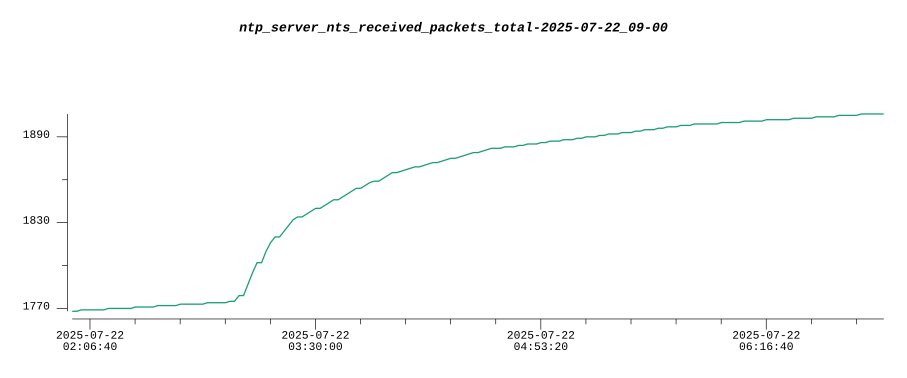 ntp_server_nts_received_packets_total-2025-07-22_09-00
1890
1830
1770
2025-07-22 2025-07-22 2025-07-22 2025-07-22
02:06:40 03:30:00 04:53:20 06:16:40